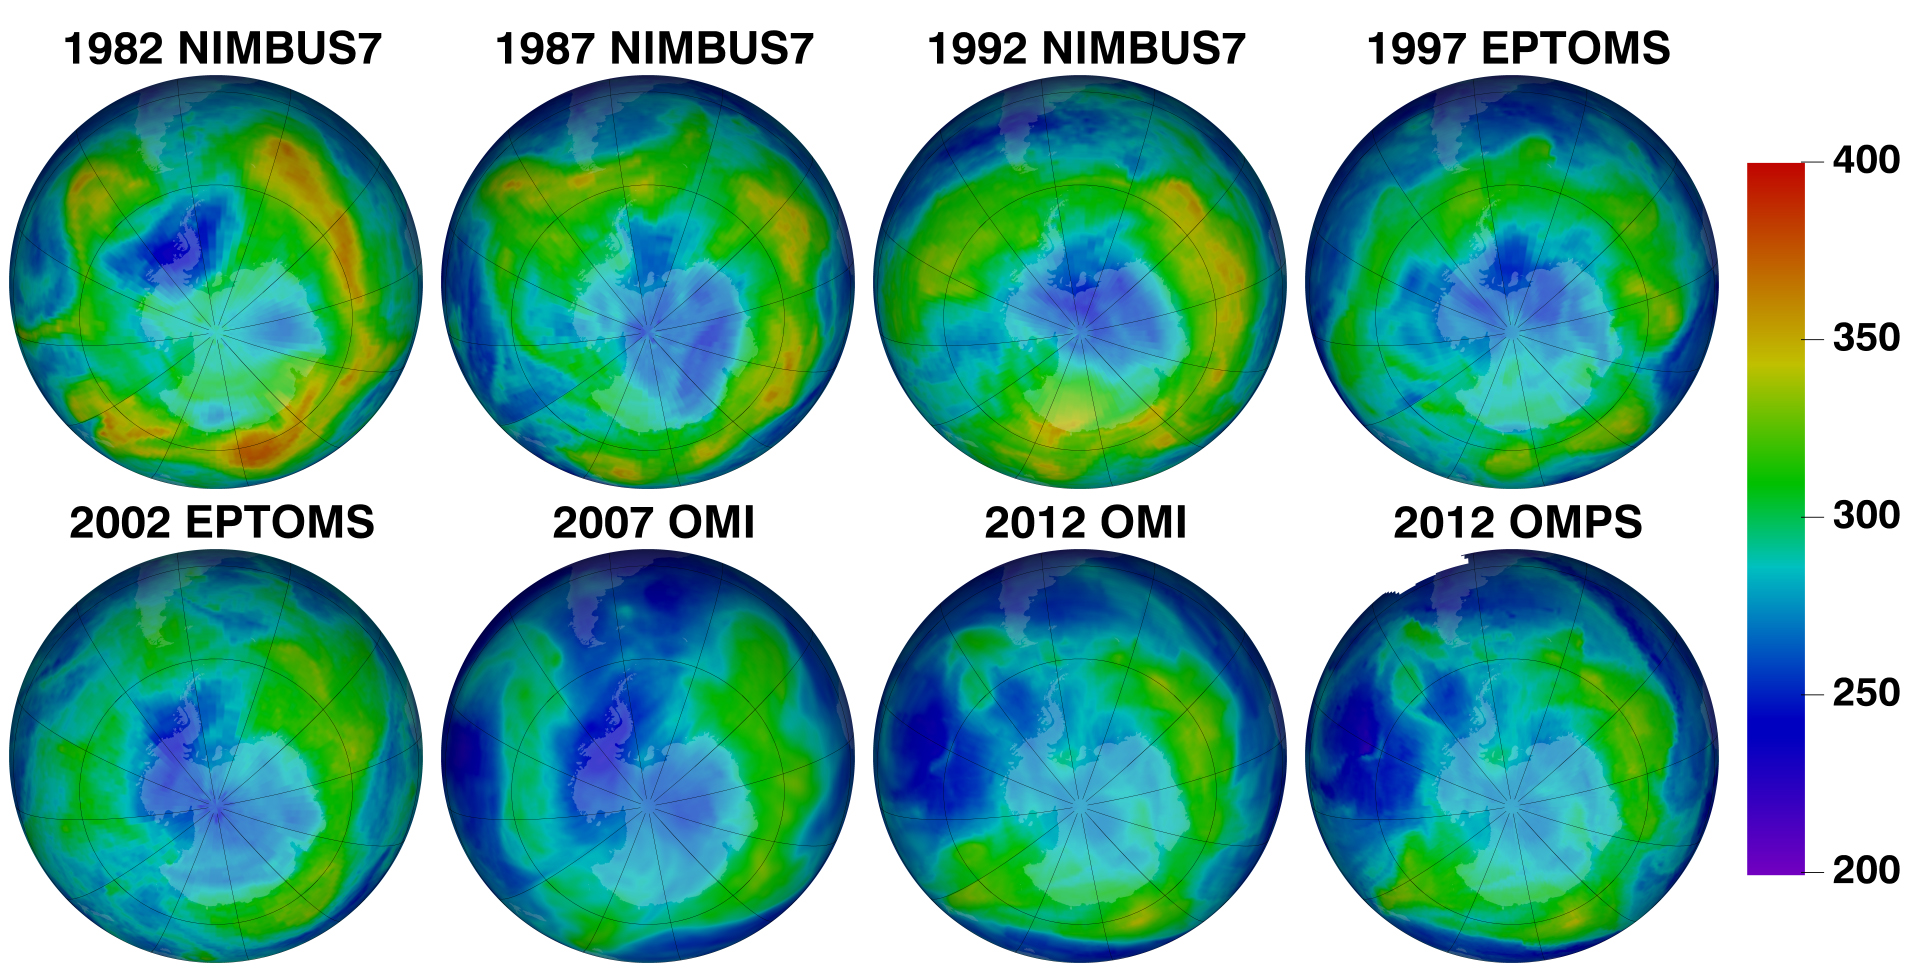 1982 NIMBUS7
1987 NIMBUS7
1992 NIMBUS7
1997 EPTOMS
400
350
300
250
200
2002 EPTOMS
2007 OMI
2012 OMI
2012 OMPS